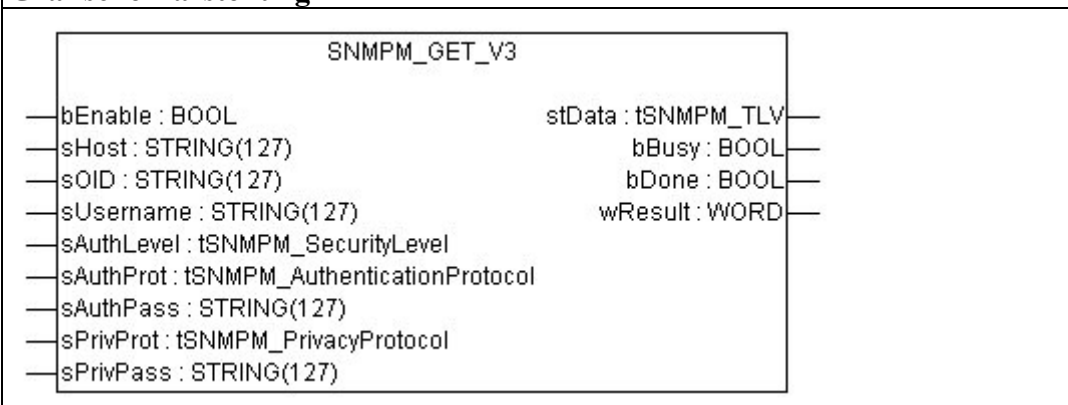 SNMPM_GET_V3
bEnable : BOOL stData : tSNMPM_TLV
sHost : STRING(127) bBusy : BOOL
sOID : STRING(127) bDone : BOOL
sUsername : STRING(127) wResult : WORD
sAuthLevel : tSNMPM_SecurityLevel
sAuthProt : tSNMPM_AuthenticationProtocol
sAuthPass : STRING(127)
sPrivProt : tSNMPM_PrivacyProtocol
sPrivPass : STRING(127)